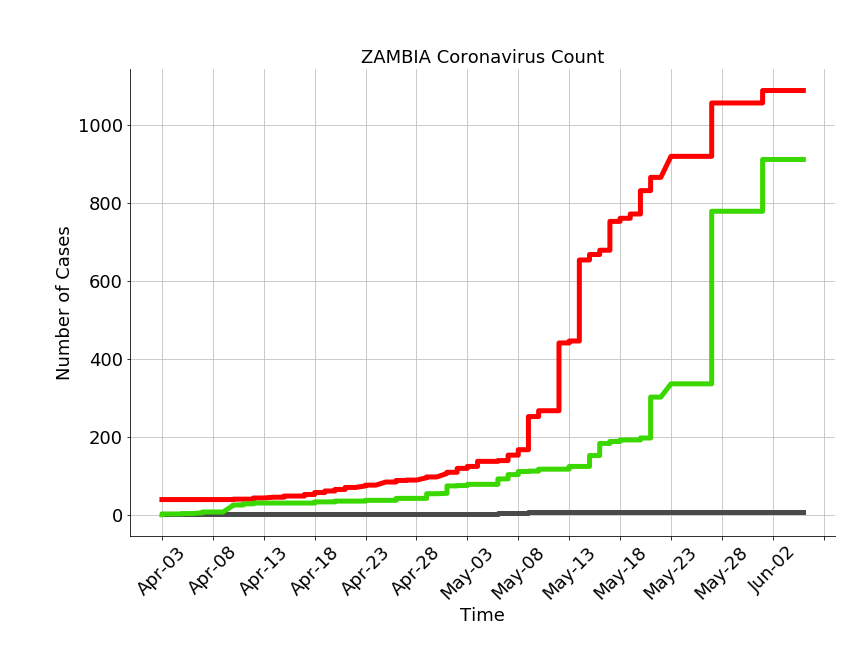 ZAMBIA Coronavirus Count
1000
800
600
400
200
0
Number of Cases
Apr-03
Apr-08
Apr-13
Apr-18
Apr-23
Apr-28
May-03
May-08
May-13
May-18
May-23
May-28
Jun-02
Time